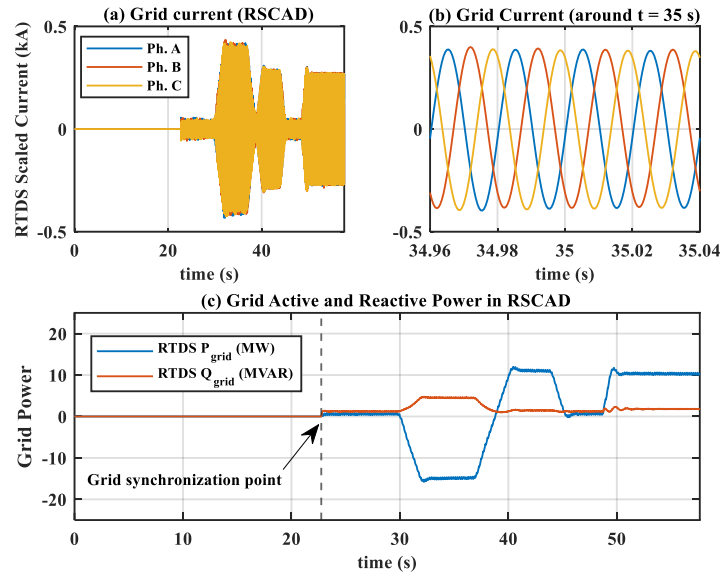 (a) Grid current (RSCAD)
RTDS Scaled Current (kA)
0.5
0
-0.5
Ph. A
Ph. B
Ph. C
0
20
40
time (s)
(b) Grid Current (around t = 35 s)
0.5
0
-0.5
34.96
34.98
35
35.02
35.04
time (s)
(c) Grid Active and Reactive Power in RSCAD
Grid Power
20
10
0
-10
-20
RTDS P_grid (MW)
RTDS Q_grid (MVAR)
Grid synchronization point
0
10
20
30
40
50
time (s)